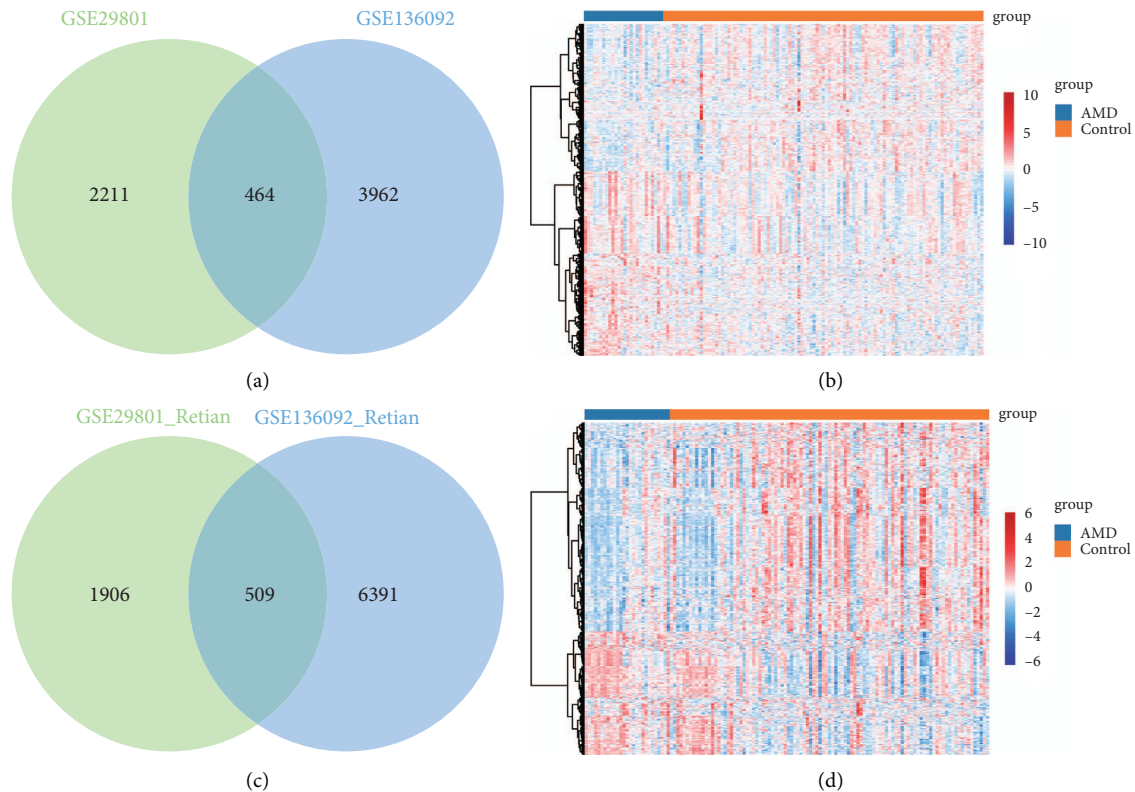 GSE29801
GSE136092
2211
464
3962
(a)
group
10
5
0
−5
−10
group
AMD
Control
(b)
GSE29801_Retian
GSE136092_Retian
1906
509
6391
(c)
group
6
4
2
0
−2
−4
−6
group
AMD
Control
(d)